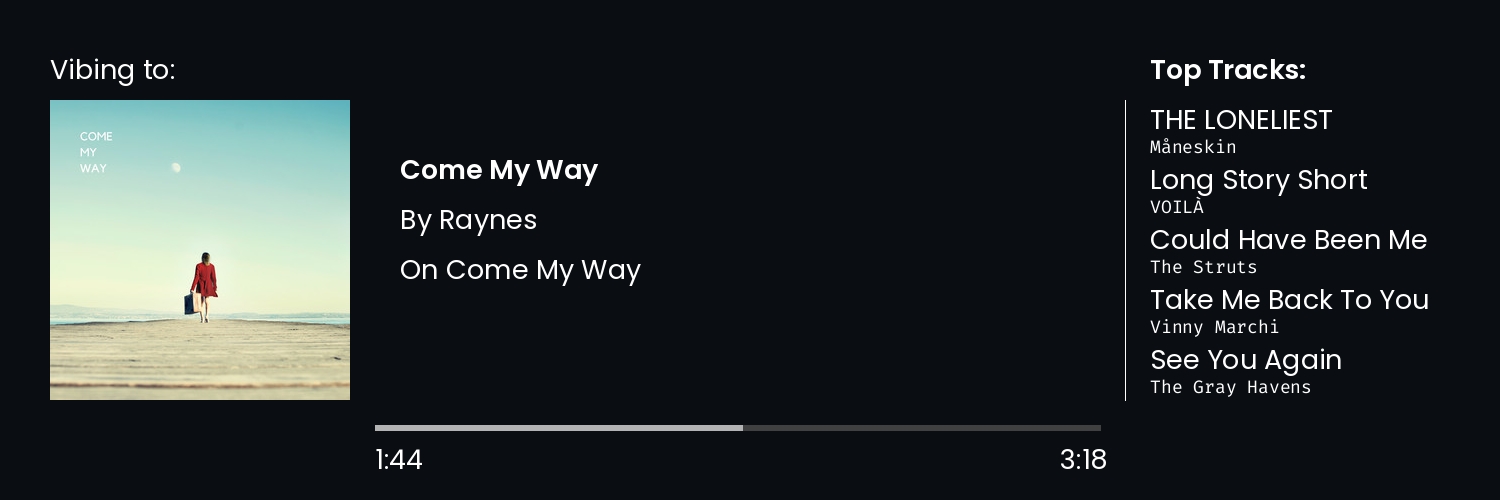 Vibing to:
COME
MY
WAY
Come My Way
By Raynes
On Come My Way
1:44
3:18
Top Tracks:
THE LONELIEST
Måneskin
Long Story Short
VOILÀ
Could Have Been Me
The Struts
Take Me Back To You
Vinny Marchi
See You Again
The Gray Havens